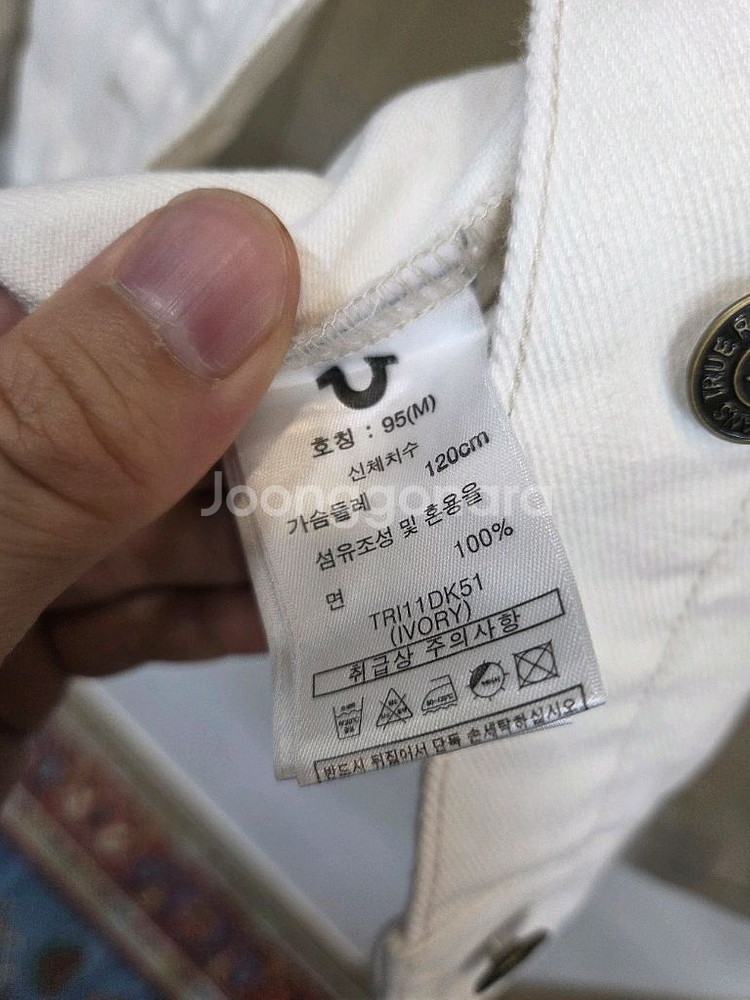 호칭 : 95(M)
신체치수
가슴둘레 120cm
섬유조성 및 혼용율
면 100%
TRI11DK51
(IVORY)
취급상 주의사항
반드시 뒤집어서 단독 손세탁하십시오
Joonggonara
TRUE R